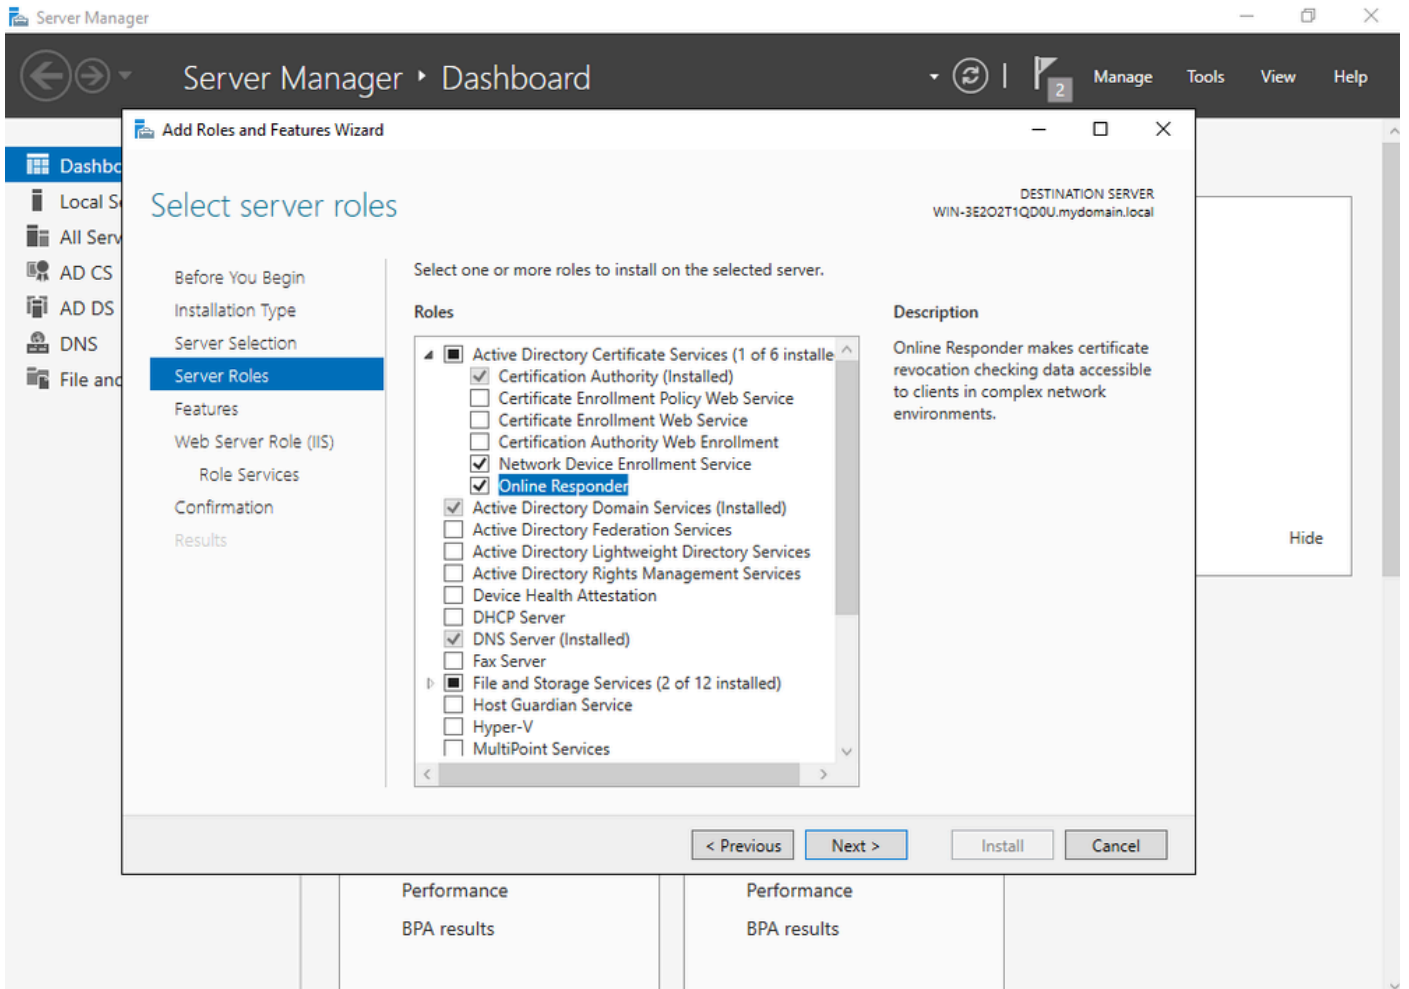 Server Manager
Server Manager ‣ Dashboard
2
Manage
Tools
View
Help
Add Roles and Features Wizard
Dashbo
Local Se
All Serv
AD CS
AD DS
DNS
File and
Select server roles
DESTINATION SERVER
WIN-3E2O2T1QD0U.mydomain.local
Before You Begin
Installation Type
Server Selection
Server Roles
Features
Web Server Role (IIS)
Role Services
Confirmation
Results
Select one or more roles to install on the selected server.
Roles
Active Directory Certificate Services (1 of 6 installe
Certification Authority (Installed)
Certificate Enrollment Policy Web Service
Certificate Enrollment Web Service
Certification Authority Web Enrollment
Network Device Enrollment Service
Online Responder
Active Directory Domain Services (Installed)
Active Directory Federation Services
Active Directory Lightweight Directory Services
Active Directory Rights Management Services
Device Health Attestation
DHCP Server
DNS Server (Installed)
Fax Server
File and Storage Services (2 of 12 installed)
Host Guardian Service
Hyper-V
MultiPoint Services
Description
Online Responder makes certificate
revocation checking data accessible
to clients in complex network
environments.
Hide
< Previous
Next >
Install
Cancel
Performance
BPA results
Performance
BPA results